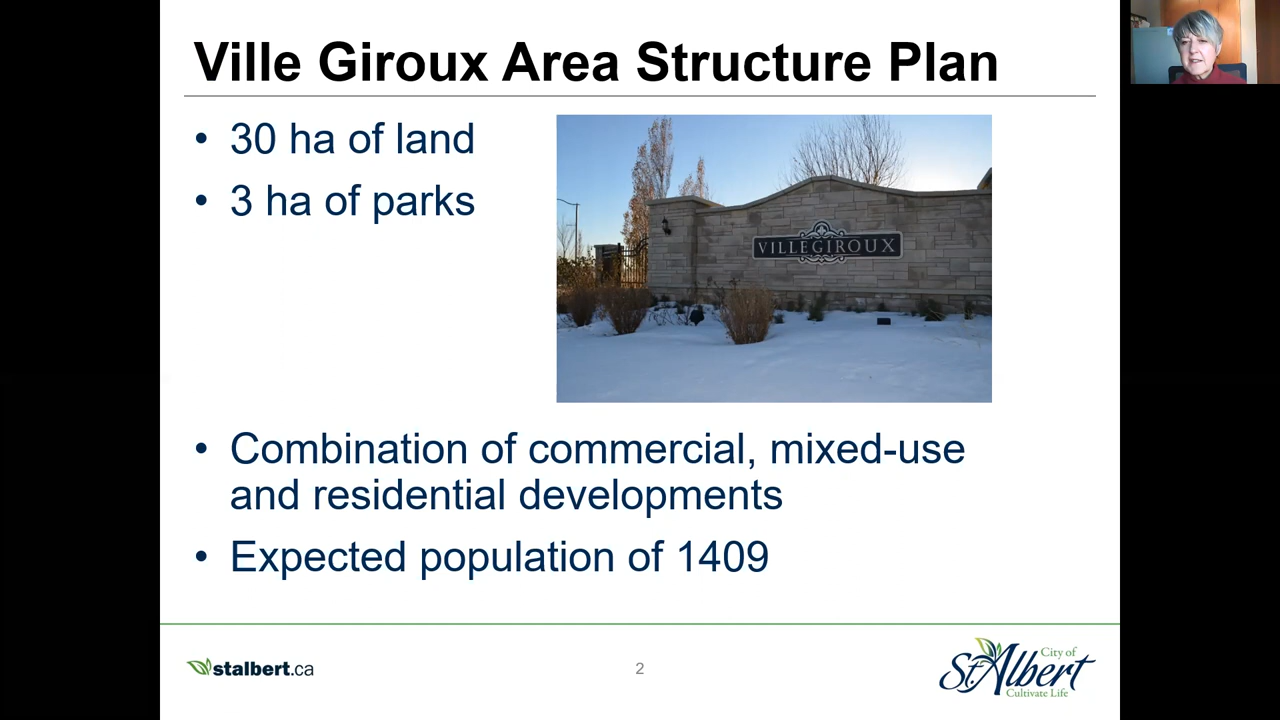 Ville Giroux Area Structure Plan
• 30 ha of land
• 3 ha of parks
VILLEGIROUX
• Combination of commercial, mixed-use
and residential developments
• Expected population of 1409
stalbert.ca
2
City of
St. Albert
Cultivate Life